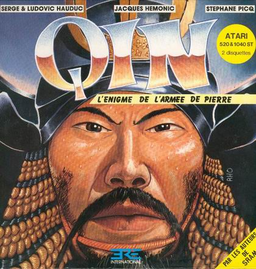 SERGE & LUDOVIC HAUDUC JACQUES HEMONIC STEPHANE PICQ
QIN
ATARI
520 & 1040 ST
2 disquettes
L'ENIGME DE L'ARMEE DE PIERRE
ERE
INTERNATIONAL
PAR LES AUTEURS
DE